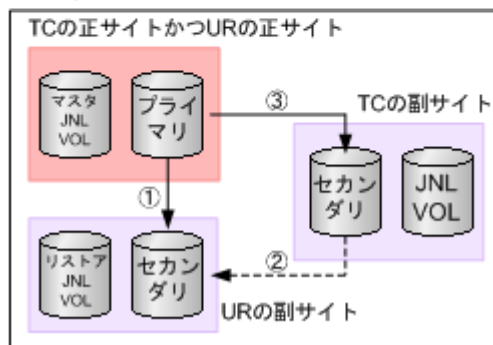 TCの正サイトかつURの正サイト
マスタ
JNL
VOL
プライ
マリ
③
TCの副サイト
セカン
ダリ
JNL
VOL
①
②
リストア
JNL
VOL
セカン
ダリ
URの副サイト